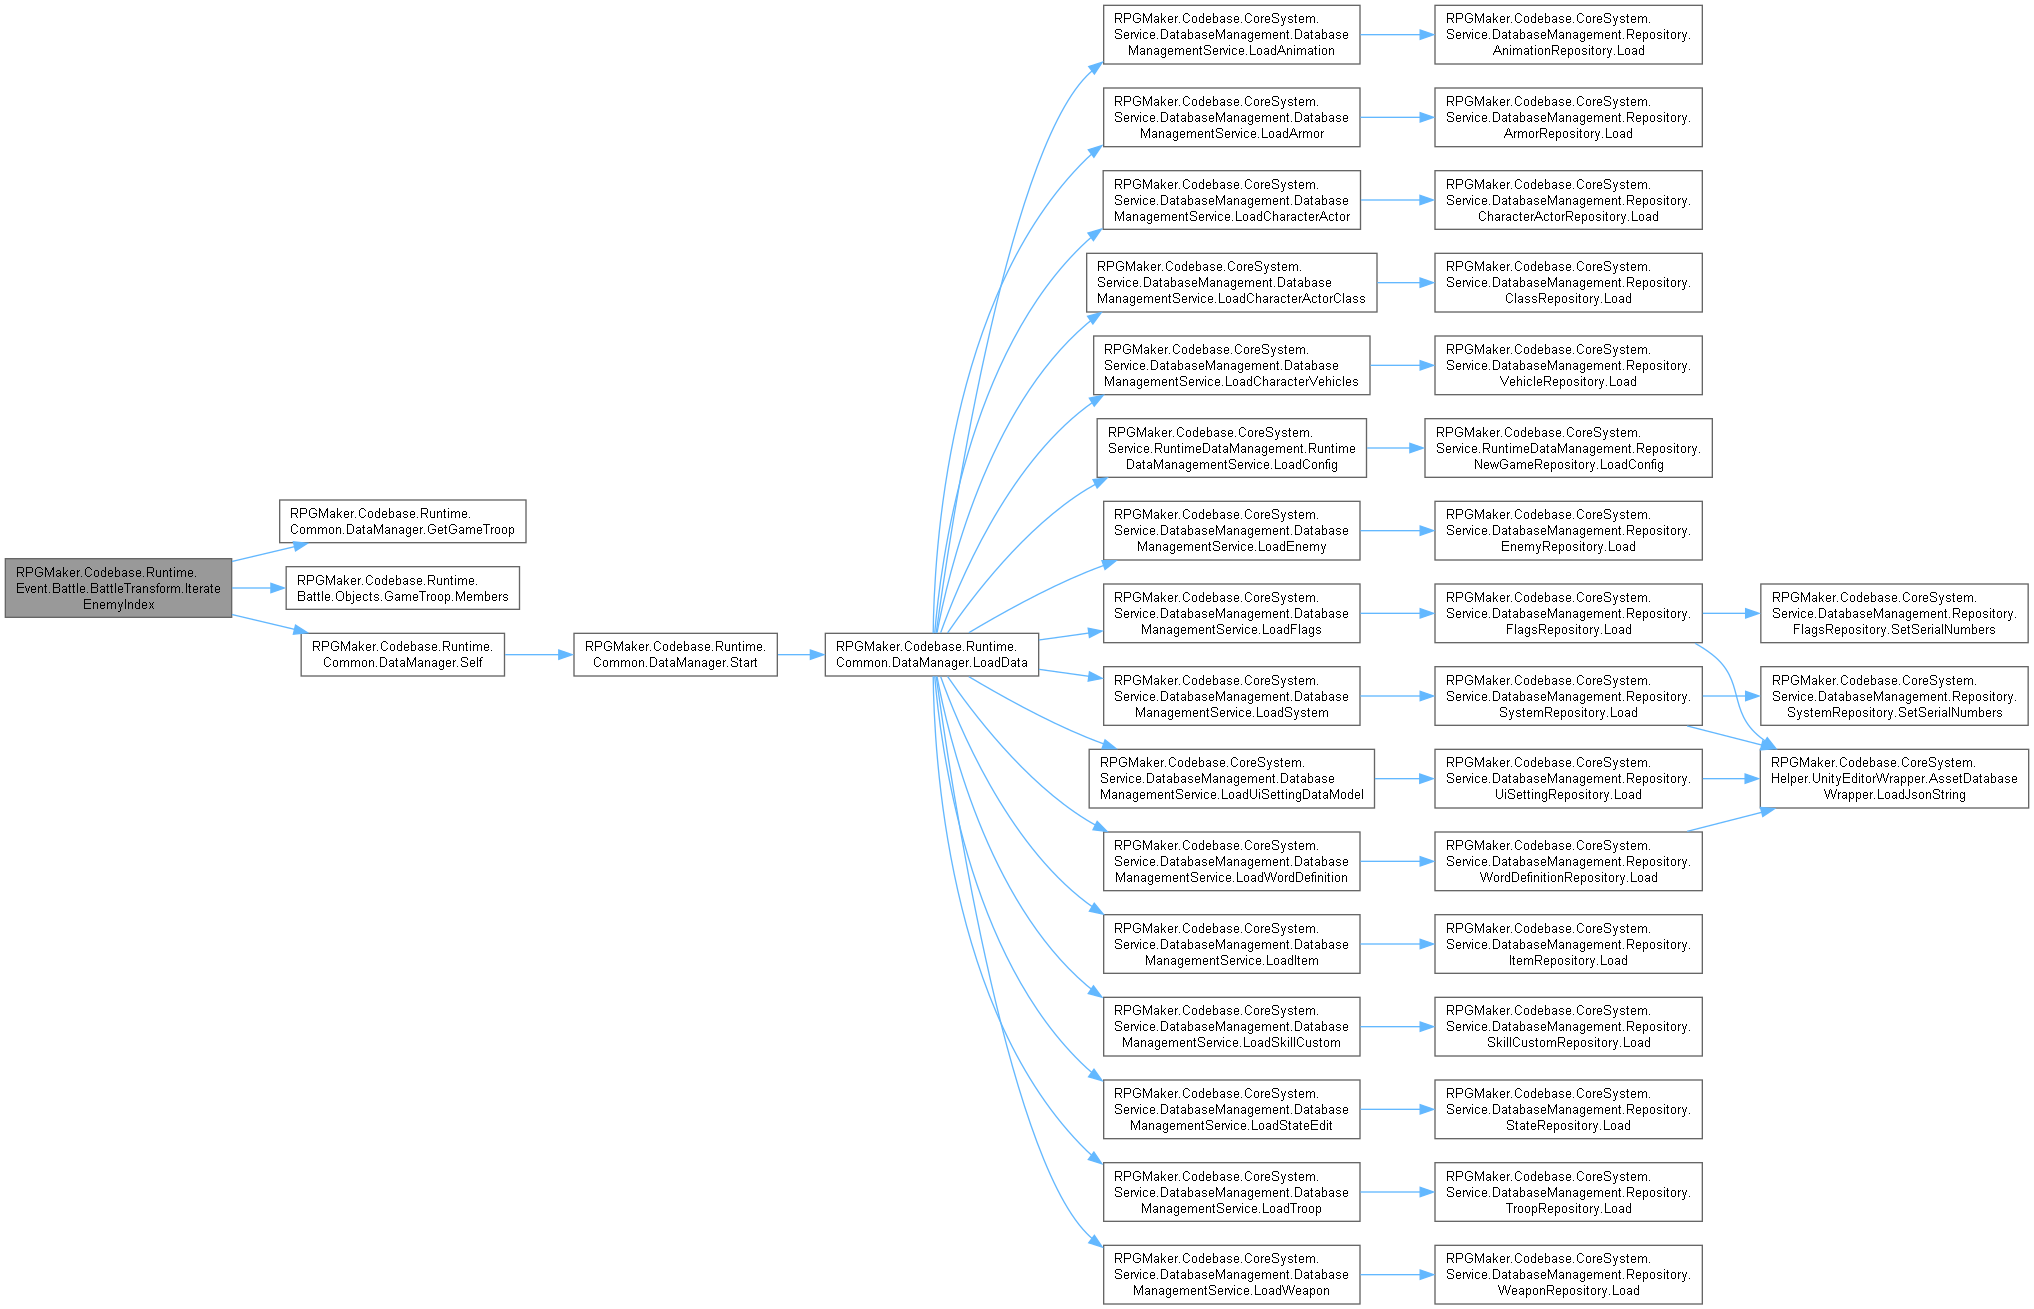 RPGMaker.Codebase.Runtime.
Event.Battle.BattleTransform.Iterate
EnemyIndex
RPGMaker.Codebase.Runtime.
Common.DataManager.GetGameTroop
RPGMaker.Codebase.Runtime.
Battle.Objects.GameTroop.Members
RPGMaker.Codebase.Runtime.
Common.DataManager.Self
RPGMaker.Codebase.Runtime.
Common.DataManager.Start
RPGMaker.Codebase.Runtime.
Common.DataManager.LoadData
RPGMaker.Codebase.CoreSystem.
Service.DatabaseManagement.Database
ManagementService.LoadAnimation
RPGMaker.Codebase.CoreSystem.
Service.DatabaseManagement.Repository.
AnimationRepository.Load
RPGMaker.Codebase.CoreSystem.
Service.DatabaseManagement.Database
ManagementService.LoadArmor
RPGMaker.Codebase.CoreSystem.
Service.DatabaseManagement.Repository.
ArmorRepository.Load
RPGMaker.Codebase.CoreSystem.
Service.DatabaseManagement.Database
ManagementService.LoadCharacterActor
RPGMaker.Codebase.CoreSystem.
Service.DatabaseManagement.Repository.
CharacterActorRepository.Load
RPGMaker.Codebase.CoreSystem.
Service.DatabaseManagement.Database
ManagementService.LoadCharacterActorClass
RPGMaker.Codebase.CoreSystem.
Service.DatabaseManagement.Repository.
ClassRepository.Load
RPGMaker.Codebase.CoreSystem.
Service.DatabaseManagement.Database
ManagementService.LoadCharacterVehicles
RPGMaker.Codebase.CoreSystem.
Service.DatabaseManagement.Repository.
VehicleRepository.Load
RPGMaker.Codebase.CoreSystem.
Service.RuntimeDataManagement.Runtime
DataManagementService.LoadConfig
RPGMaker.Codebase.CoreSystem.
Service.RuntimeDataManagement.Repository.
NewGameRepository.LoadConfig
RPGMaker.Codebase.CoreSystem.
Service.DatabaseManagement.Database
ManagementService.LoadEnemy
RPGMaker.Codebase.CoreSystem.
Service.DatabaseManagement.Repository.
EnemyRepository.Load
RPGMaker.Codebase.CoreSystem.
Service.DatabaseManagement.Database
ManagementService.LoadFlags
RPGMaker.Codebase.CoreSystem.
Service.DatabaseManagement.Repository.
FlagsRepository.Load
RPGMaker.Codebase.CoreSystem.
Service.DatabaseManagement.Repository.
FlagsRepository.SetSerialNumbers
RPGMaker.Codebase.CoreSystem.
Service.DatabaseManagement.Database
ManagementService.LoadSystem
RPGMaker.Codebase.CoreSystem.
Service.DatabaseManagement.Repository.
SystemRepository.Load
RPGMaker.Codebase.CoreSystem.
Service.DatabaseManagement.Repository.
SystemRepository.SetSerialNumbers
RPGMaker.Codebase.CoreSystem.
Service.DatabaseManagement.Database
ManagementService.LoadUiSettingDataModel
RPGMaker.Codebase.CoreSystem.
Service.DatabaseManagement.Repository.
UiSettingRepository.Load
RPGMaker.Codebase.CoreSystem.
Helper.UnityEditorWrapper.AssetDatabase
Wrapper.LoadJsonString
RPGMaker.Codebase.CoreSystem.
Service.DatabaseManagement.Database
ManagementService.LoadWordDefinition
RPGMaker.Codebase.CoreSystem.
Service.DatabaseManagement.Repository.
WordDefinitionRepository.Load
RPGMaker.Codebase.CoreSystem.
Service.DatabaseManagement.Database
ManagementService.LoadItem
RPGMaker.Codebase.CoreSystem.
Service.DatabaseManagement.Repository.
ItemRepository.Load
RPGMaker.Codebase.CoreSystem.
Service.DatabaseManagement.Database
ManagementService.LoadSkillCustom
RPGMaker.Codebase.CoreSystem.
Service.DatabaseManagement.Repository.
SkillCustomRepository.Load
RPGMaker.Codebase.CoreSystem.
Service.DatabaseManagement.Database
ManagementService.LoadStateEdit
RPGMaker.Codebase.CoreSystem.
Service.DatabaseManagement.Repository.
StateRepository.Load
RPGMaker.Codebase.CoreSystem.
Service.DatabaseManagement.Database
ManagementService.LoadTroop
RPGMaker.Codebase.CoreSystem.
Service.DatabaseManagement.Repository.
TroopRepository.Load
RPGMaker.Codebase.CoreSystem.
Service.DatabaseManagement.Database
ManagementService.LoadWeapon
RPGMaker.Codebase.CoreSystem.
Service.DatabaseManagement.Repository.
WeaponRepository.Load